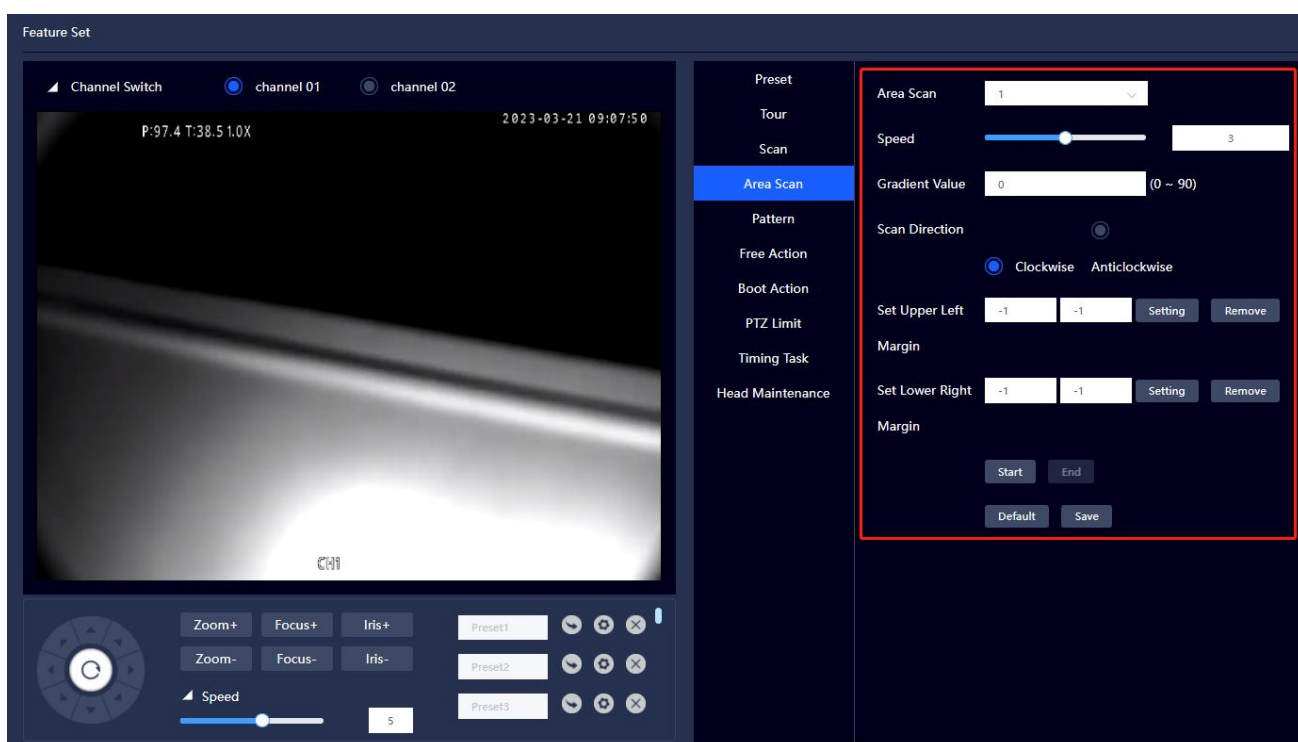 Feature Set
Channel Switch channel 01 channel 02
P:97.4 T:38.5 1.0X
2023-03-21 09:07:50
CH1
Zoom+ Focus+ Iris+
Zoom- Focus- Iris-
Speed
5
Preset1
Preset2
Preset3
Preset
Tour
Scan
Area Scan
Pattern
Free Action
Boot Action
PTZ Limit
Timing Task
Head Maintenance
Area Scan 1
Speed 3
Gradient Value 0 (0 ~ 90)
Scan Direction
Clockwise Anticlockwise
Set Upper Left -1 -1 Setting Remove
Margin
Set Lower Right -1 -1 Setting Remove
Margin
Start End
Default Save